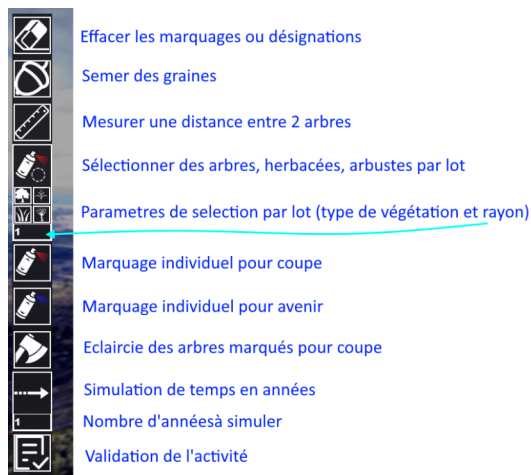 Effacer les marquages ou désignations
Semer des graines
Mesurer une distance entre 2 arbres
Sélectionner des arbres, herbacées, arbustes par lot
Parametres de selection par lot (type de végétation et rayon)
1
Marquage individuel pour coupe
Marquage individuel pour avenir
Eclaircie des arbres marqués pour coupe
Simulation de temps en années
1 Nombre d'annéesà simuler
Validation de l'activité